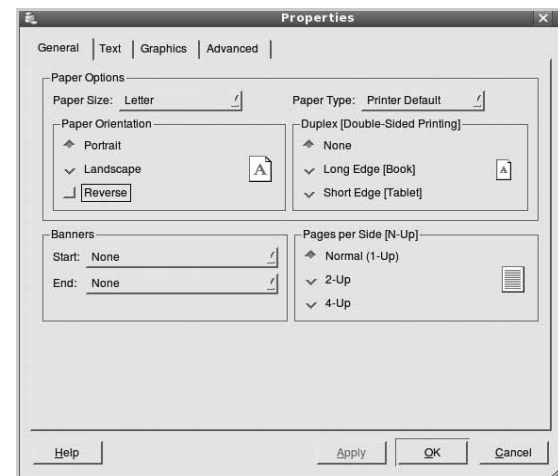 Properties
General Text Graphics Advanced
Paper Options
Paper Size: Letter
Paper Type: Printer Default
Paper Orientation
Portrait
Landscape
Reverse
A
Duplex [Double-Sided Printing]
None
Long Edge [Book]
Short Edge [Tablet]
A
Banners
Start: None
End: None
Pages per Side [N-Up]
Normal (1-Up)
2-Up
4-Up
Help Apply OK Cancel